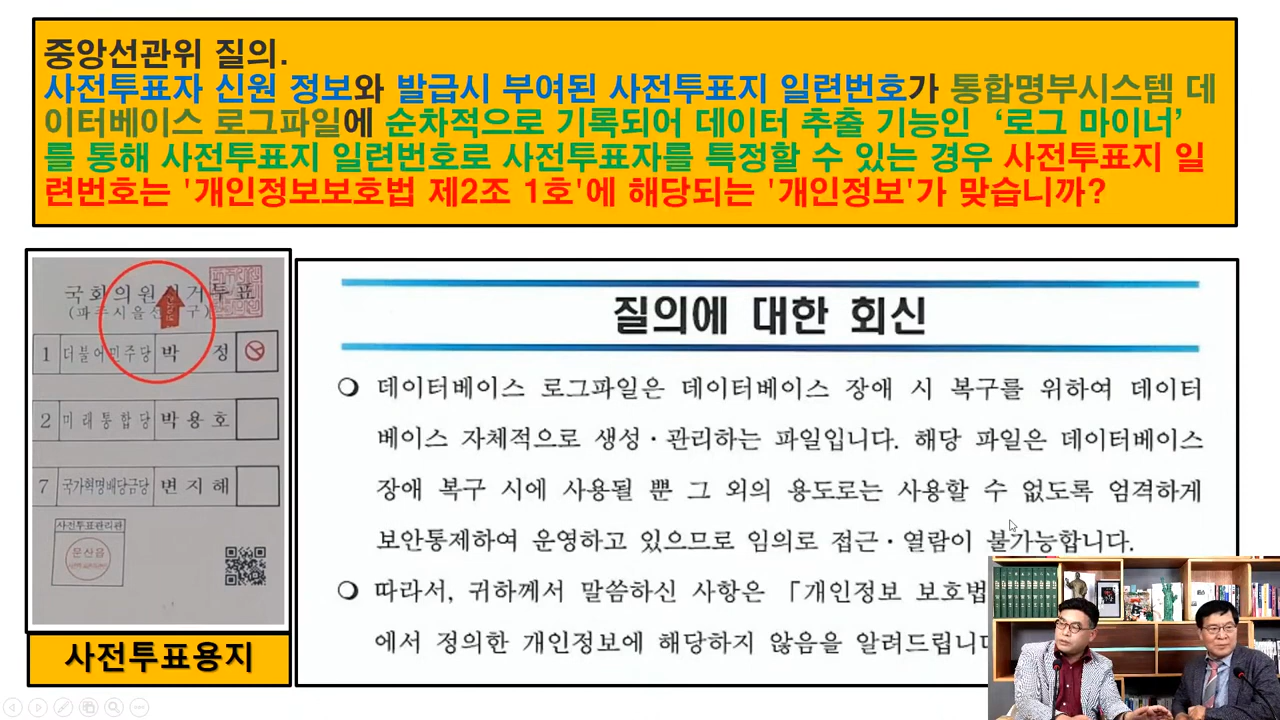 중앙선관위 질의.
사전투표자 신원 정보와 발급시 부여된 사전투표지 일련번호가 통합명부시스템 데
이터베이스 로그파일에 순차적으로 기록되어 데이터 추출 기능인 ‘로그 마이너’
를 통해 사전투표지 일련번호로 사전투표자를 특정할 수 있는 경우 사전투표지 일
련번호는 '개인정보보호법 제2조 1호'에 해당되는 '개인정보'가 맞습니까?
국회의원선거투표
(파주시을선거구)
1 더불어민주당 박 정
2 미래통합당 박용호
7 국가혁명배당금당 변지해
사전투표관리관
문산읍
사전투표용지
질의에 대한 회신
❍ 데이터베이스 로그파일은 데이터베이스 장애 시 복구를 위하여 데이터
베이스 자체적으로 생성·관리하는 파일입니다. 해당 파일은 데이터베이스
장애 복구 시에 사용될 뿐 그 외의 용도로는 사용할 수 없도록 엄격하게
보안통제하여 운영하고 있으므로 임의로 접근·열람이 불가능합니다.
❍ 따라서, 귀하께서 말씀하신 사항은 「개인정보 보호법
에서 정의한 개인정보에 해당하지 않음을 알려드립니다